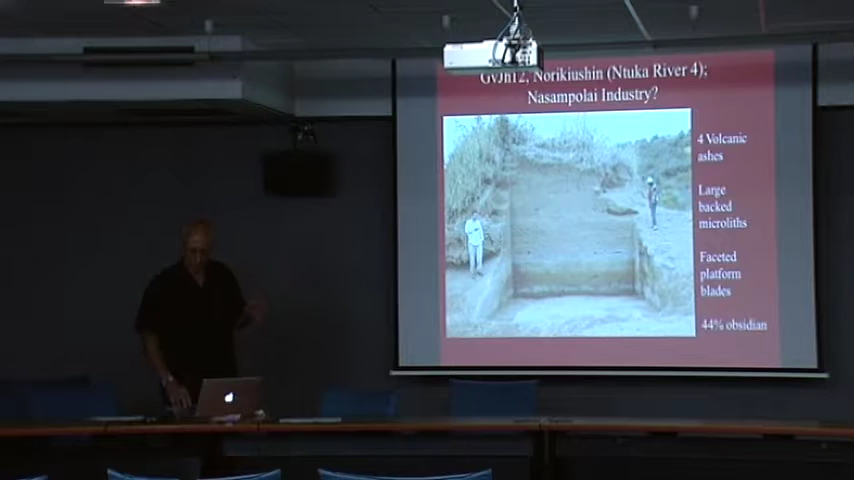 GvJh12, Norikiushin (Ntuka River 4);
Nasampolai Industry?
4 Volcanic
ashes
Large
backed
microliths
Faceted
platform
blades
44% obsidian